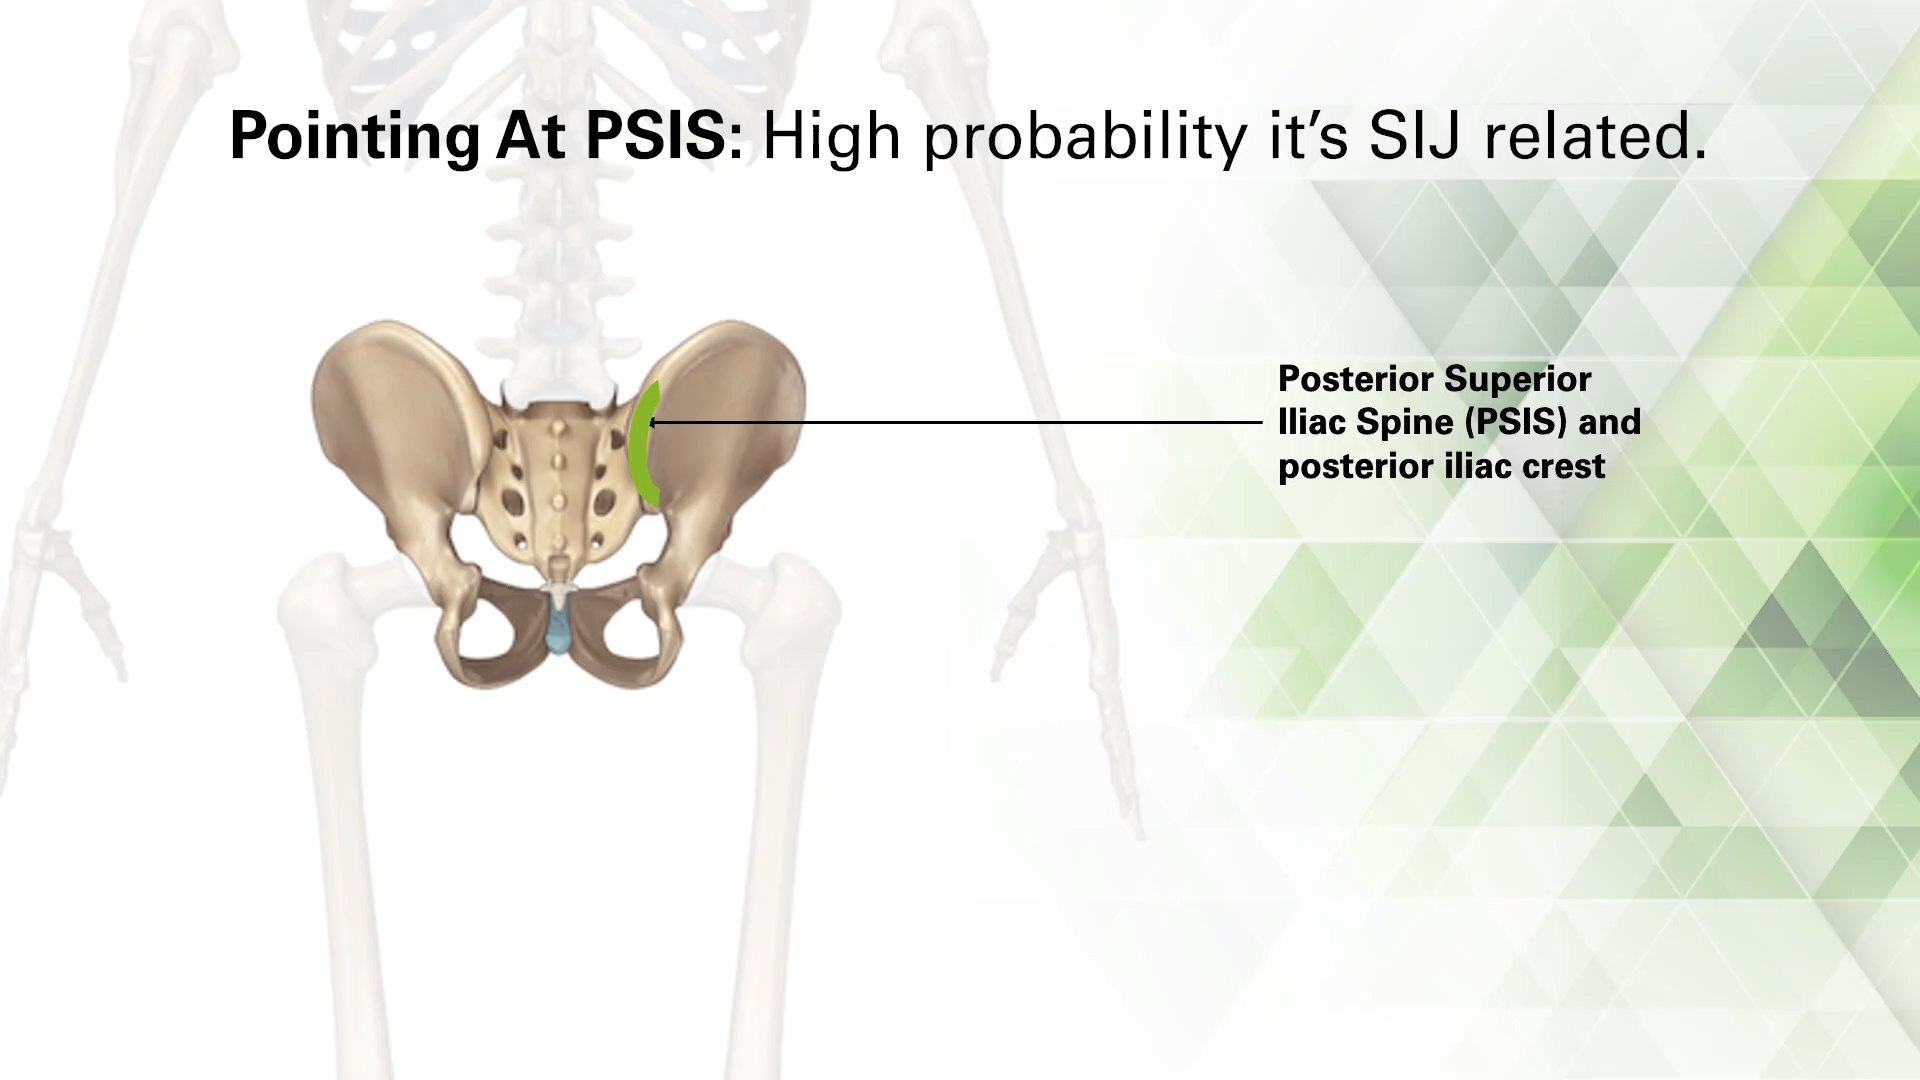 Pointing At PSIS: High probability it's SIJ related.
Posterior Superior
Iliac Spine (PSIS) and
posterior iliac crest